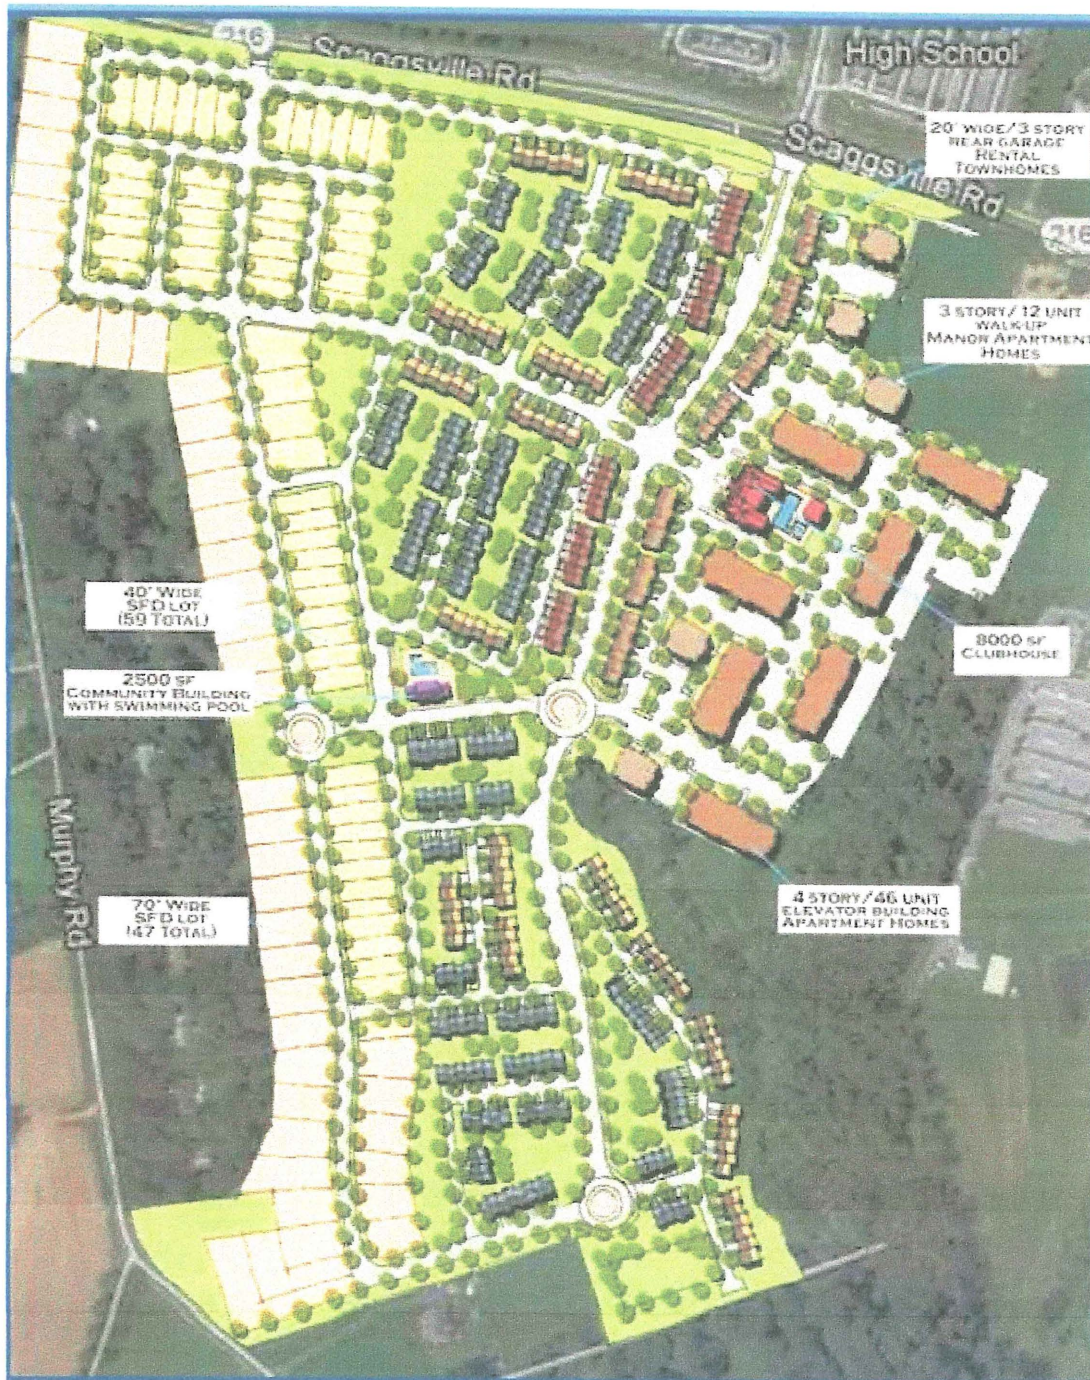 216
Scaggsville Rd
High School
Scaggsville Rd
216
20' WIDE/3 STORY
REAR GARAGE
RENTAL
TOWNHOMES
3 STORY/12 UNIT
WALK-UP
MANOR APARTMENT
HOMES
40' WIDE
SFD LOT
(59 TOTAL)
2500 SF
COMMUNITY BUILDING
WITH SWIMMING POOL
8000 SF
CLUBHOUSE
Murphy Rd
70' WIDE
SFD LOT
(47 TOTAL)
4 STORY/46 UNIT
ELEVATOR BUILDING
APARTMENT HOMES